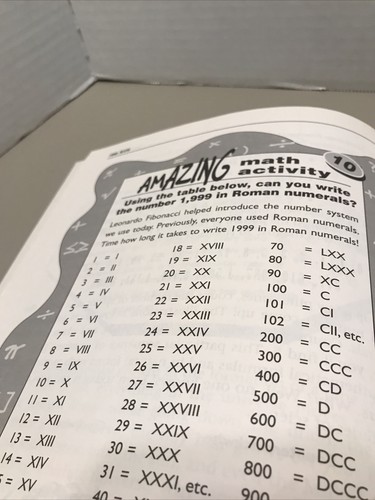 AMAZING math activity 10
Using the table below, can you write
the number 1,999 in Roman numerals?
Leonardo Fibonacci helped introduce the number system
we use today. Previously, everyone used Roman numerals.
Time how long it takes to write 1999 in Roman numerals!
1 = I
2 = II
3 = III
4 = IV
5 = V
6 = VI
7 = VII
8 = VIII
9 = IX
10 = X
11 = XI
12 = XII
13 = XIII
14 = XIV
= XV
18 = XVIII
19 = XIX
20 = XX
21 = XXI
22 = XXII
23 = XXIII
24 = XXIV
25 = XXV
26 = XXVI
27 = XXVII
28 = XXVIII
29 = XXIX
30 = XXX
31 = XXXI, etc.
40
70 = LXX
80 = LXXX
90 = XC
100 = C
101 = CI
102 = CII, etc.
200 = CC
300 = CCC
400 = CD
500 = D
600 = DC
700 = DCC
800 = DCCC
900